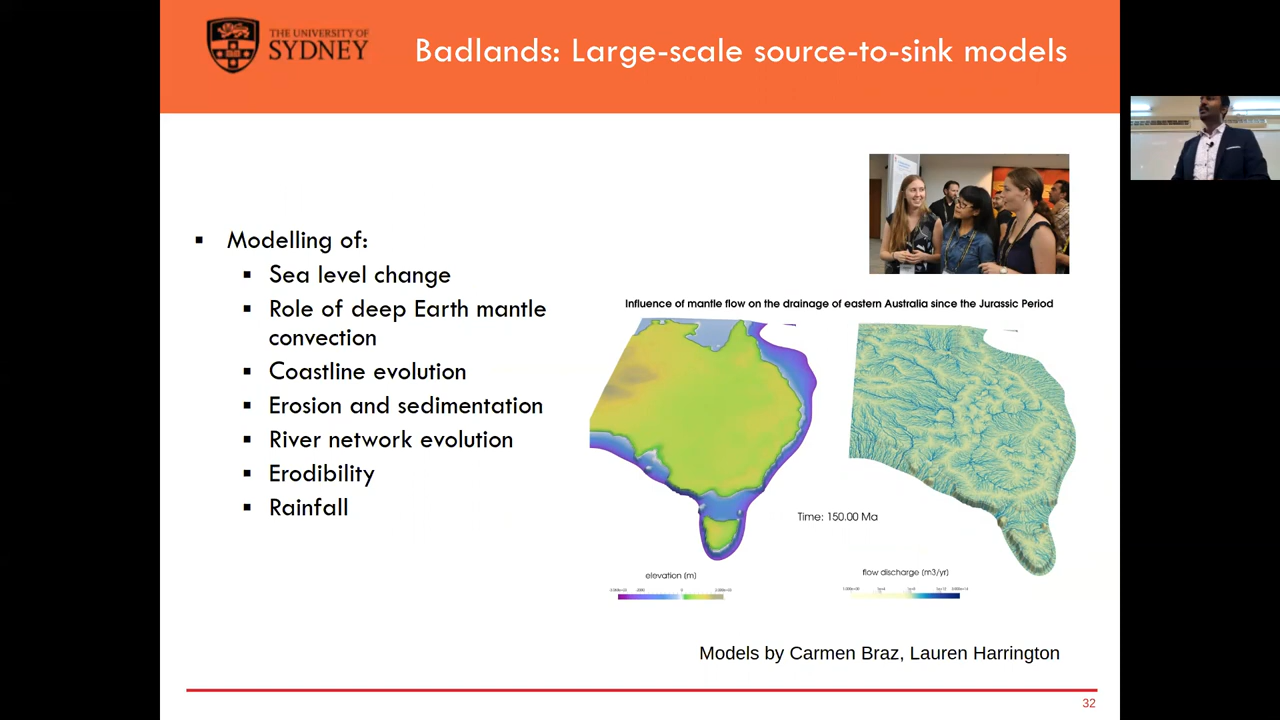 THE UNIVERSITY OF
SYDNEY
Badlands: Large-scale source-to-sink models
Modelling of:
Sea level change
Role of deep Earth mantle
convection
Coastline evolution
Erosion and sedimentation
River network evolution
Erodibility
Rainfall
Influence of mantle flow on the drainage of eastern Australia since the Jurassic Period
Time: 150.00 Ma
elevation (m)
flow discharge (m3/yr)
Models by Carmen Braz, Lauren Harrington
32